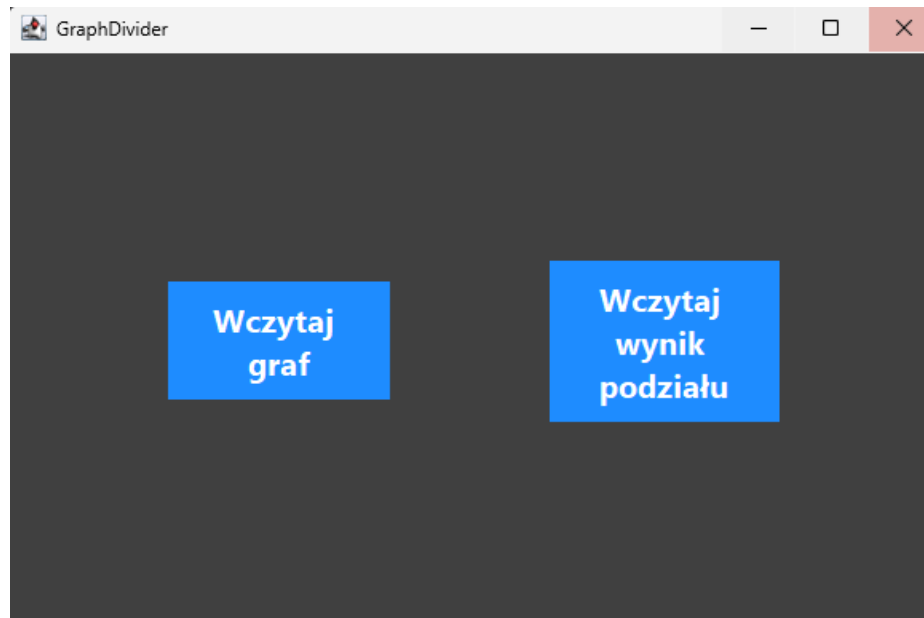 GraphDivider
Wczytaj
graf
Wczytaj
wynik
podziału